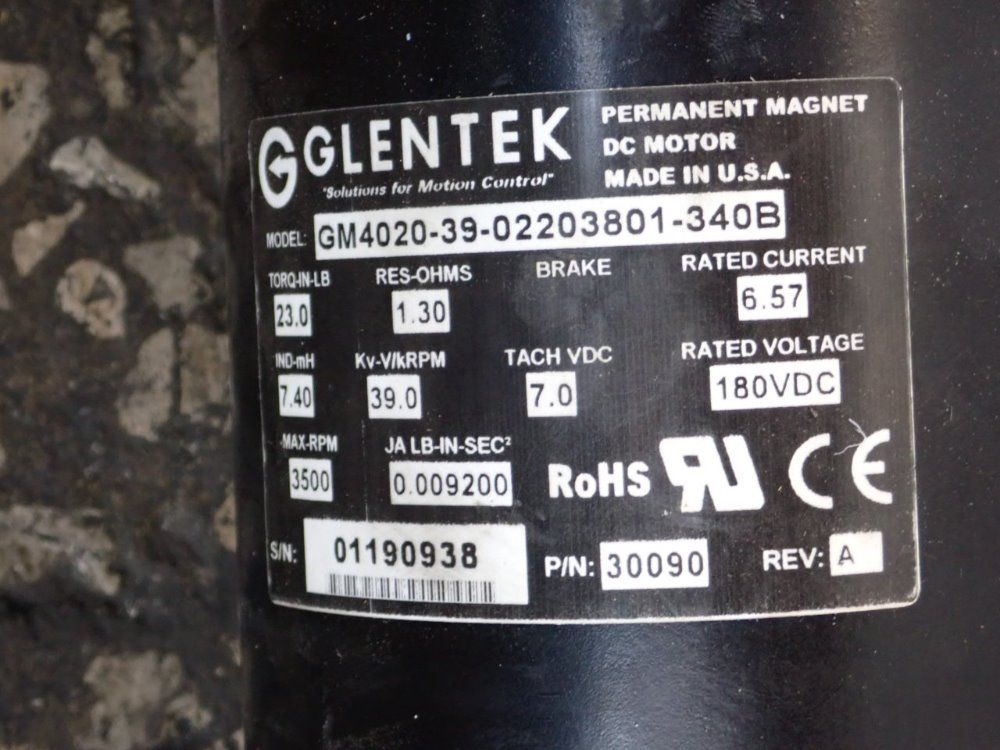 GLENTEK
"Solutions for Motion Control"
PERMANENT MAGNET
DC MOTOR
MADE IN U.S.A.
MODEL: GM4020-39-02203801-340B
TORQ-IN-LB RES-OHMS BRAKE RATED CURRENT
23.0 1.30 6.57
IND-mH Kv-V/kRPM TACH VDC RATED VOLTAGE
7.40 39.0 7.0 180VDC
MAX-RPM JA LB-IN-SEC²
3500 0.009200 RoHS RU CE
S/N: 01190938 P/N: 30090 REV: A